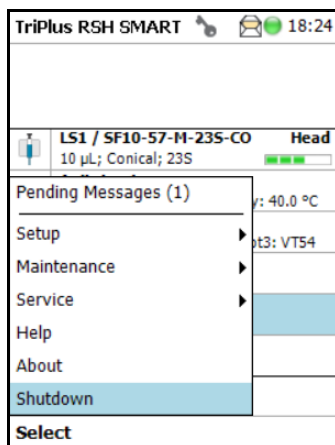 TriPlus RSH SMART 18:24
LS1 / SF10-57-M-23S-CO Head
10 µL; Conical; 23S
Pending Messages (1)
40.0 °C
Setup
VT54
Maintenance
Service
Help
About
Shutdown
Select